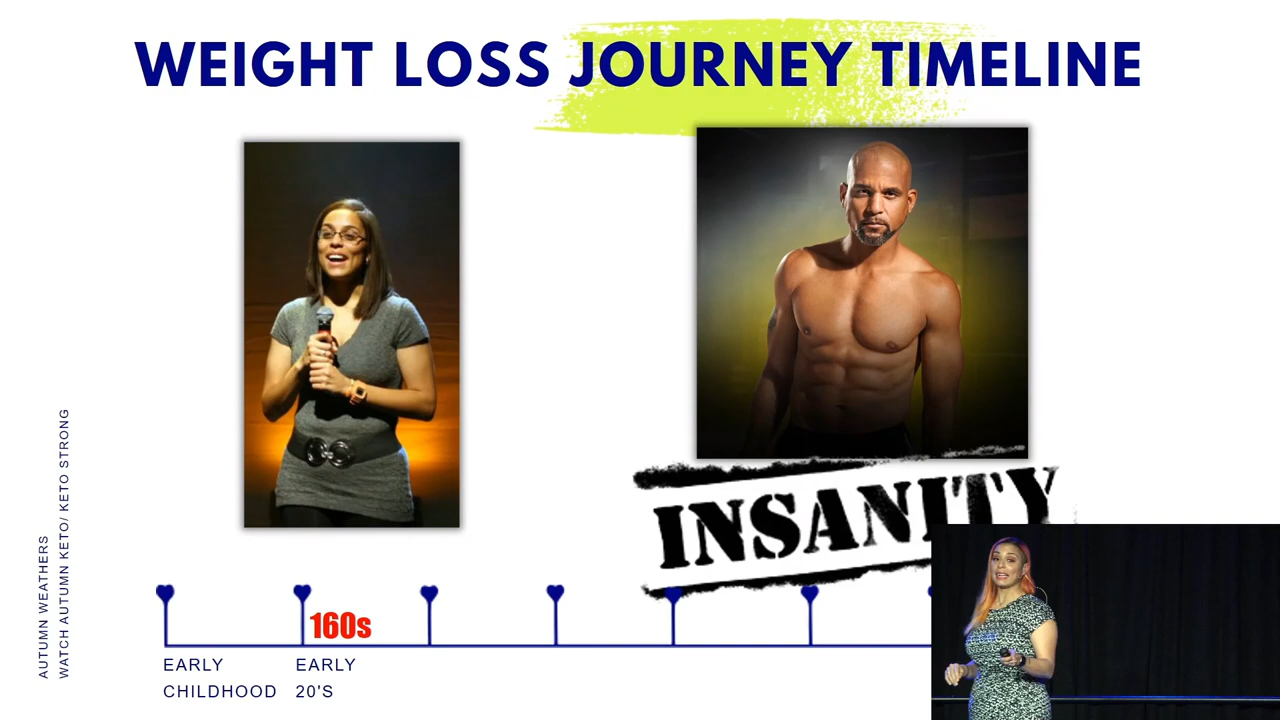 WEIGHT LOSS JOURNEY TIMELINE
INSANITY
160s
EARLY
CHILDHOOD
EARLY
20'S
AUTUMN WEATHERS
WATCH AUTUMN KETO/ KETO STRONG